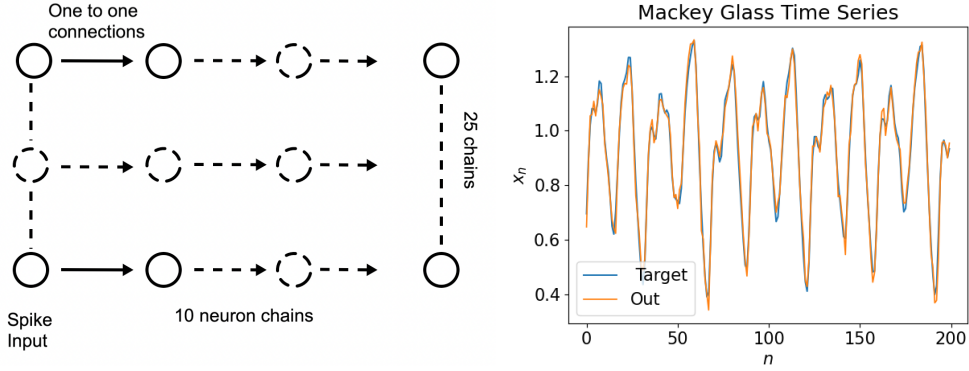 One to one
connections
25 chains
10 neuron chains
Spike
Input
Mackey Glass Time Series
1.2
1.0
0.8
0.6
0.4
x_n
Target
Out
0
50
100
150
200
n